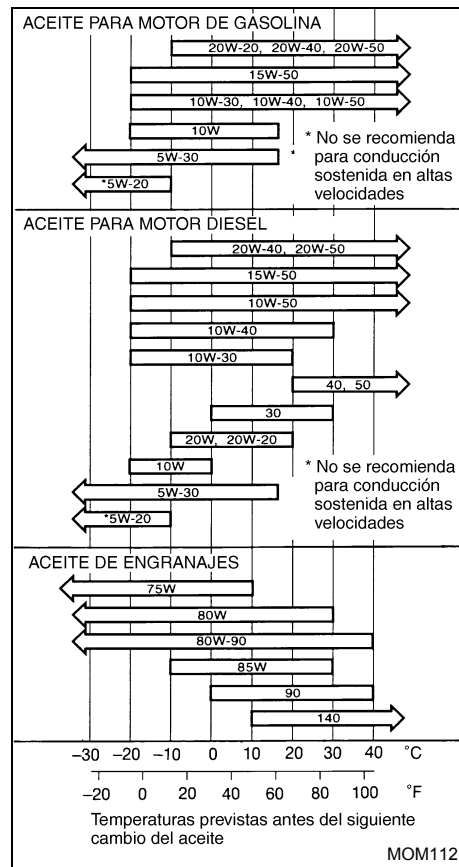 ACEITE PARA MOTOR DE GASOLINA
20W-20, 20W-40, 20W-50
15W-50
10W-30, 10W-40, 10W-50
10W
5W-30
*
*5W-20
* No se recomienda
para conducción
sostenida en altas
velocidades
ACEITE PARA MOTOR DIESEL
20W-40, 20W-50
15W-50
10W-50
10W-40
10W-30
40, 50
30
20W, 20W-20
10W
5W-30
*5W-20
* No se recomienda
para conducción
sostenida en altas
velocidades
ACEITE DE ENGRANAJES
75W
80W
80W-90
85W
90
140
-30 -20 -10 0 10 20 30 40 °C
-20 0 20 40 60 80 100 °F
Temperaturas previstas antes del siguiente
cambio del aceite
MOM112